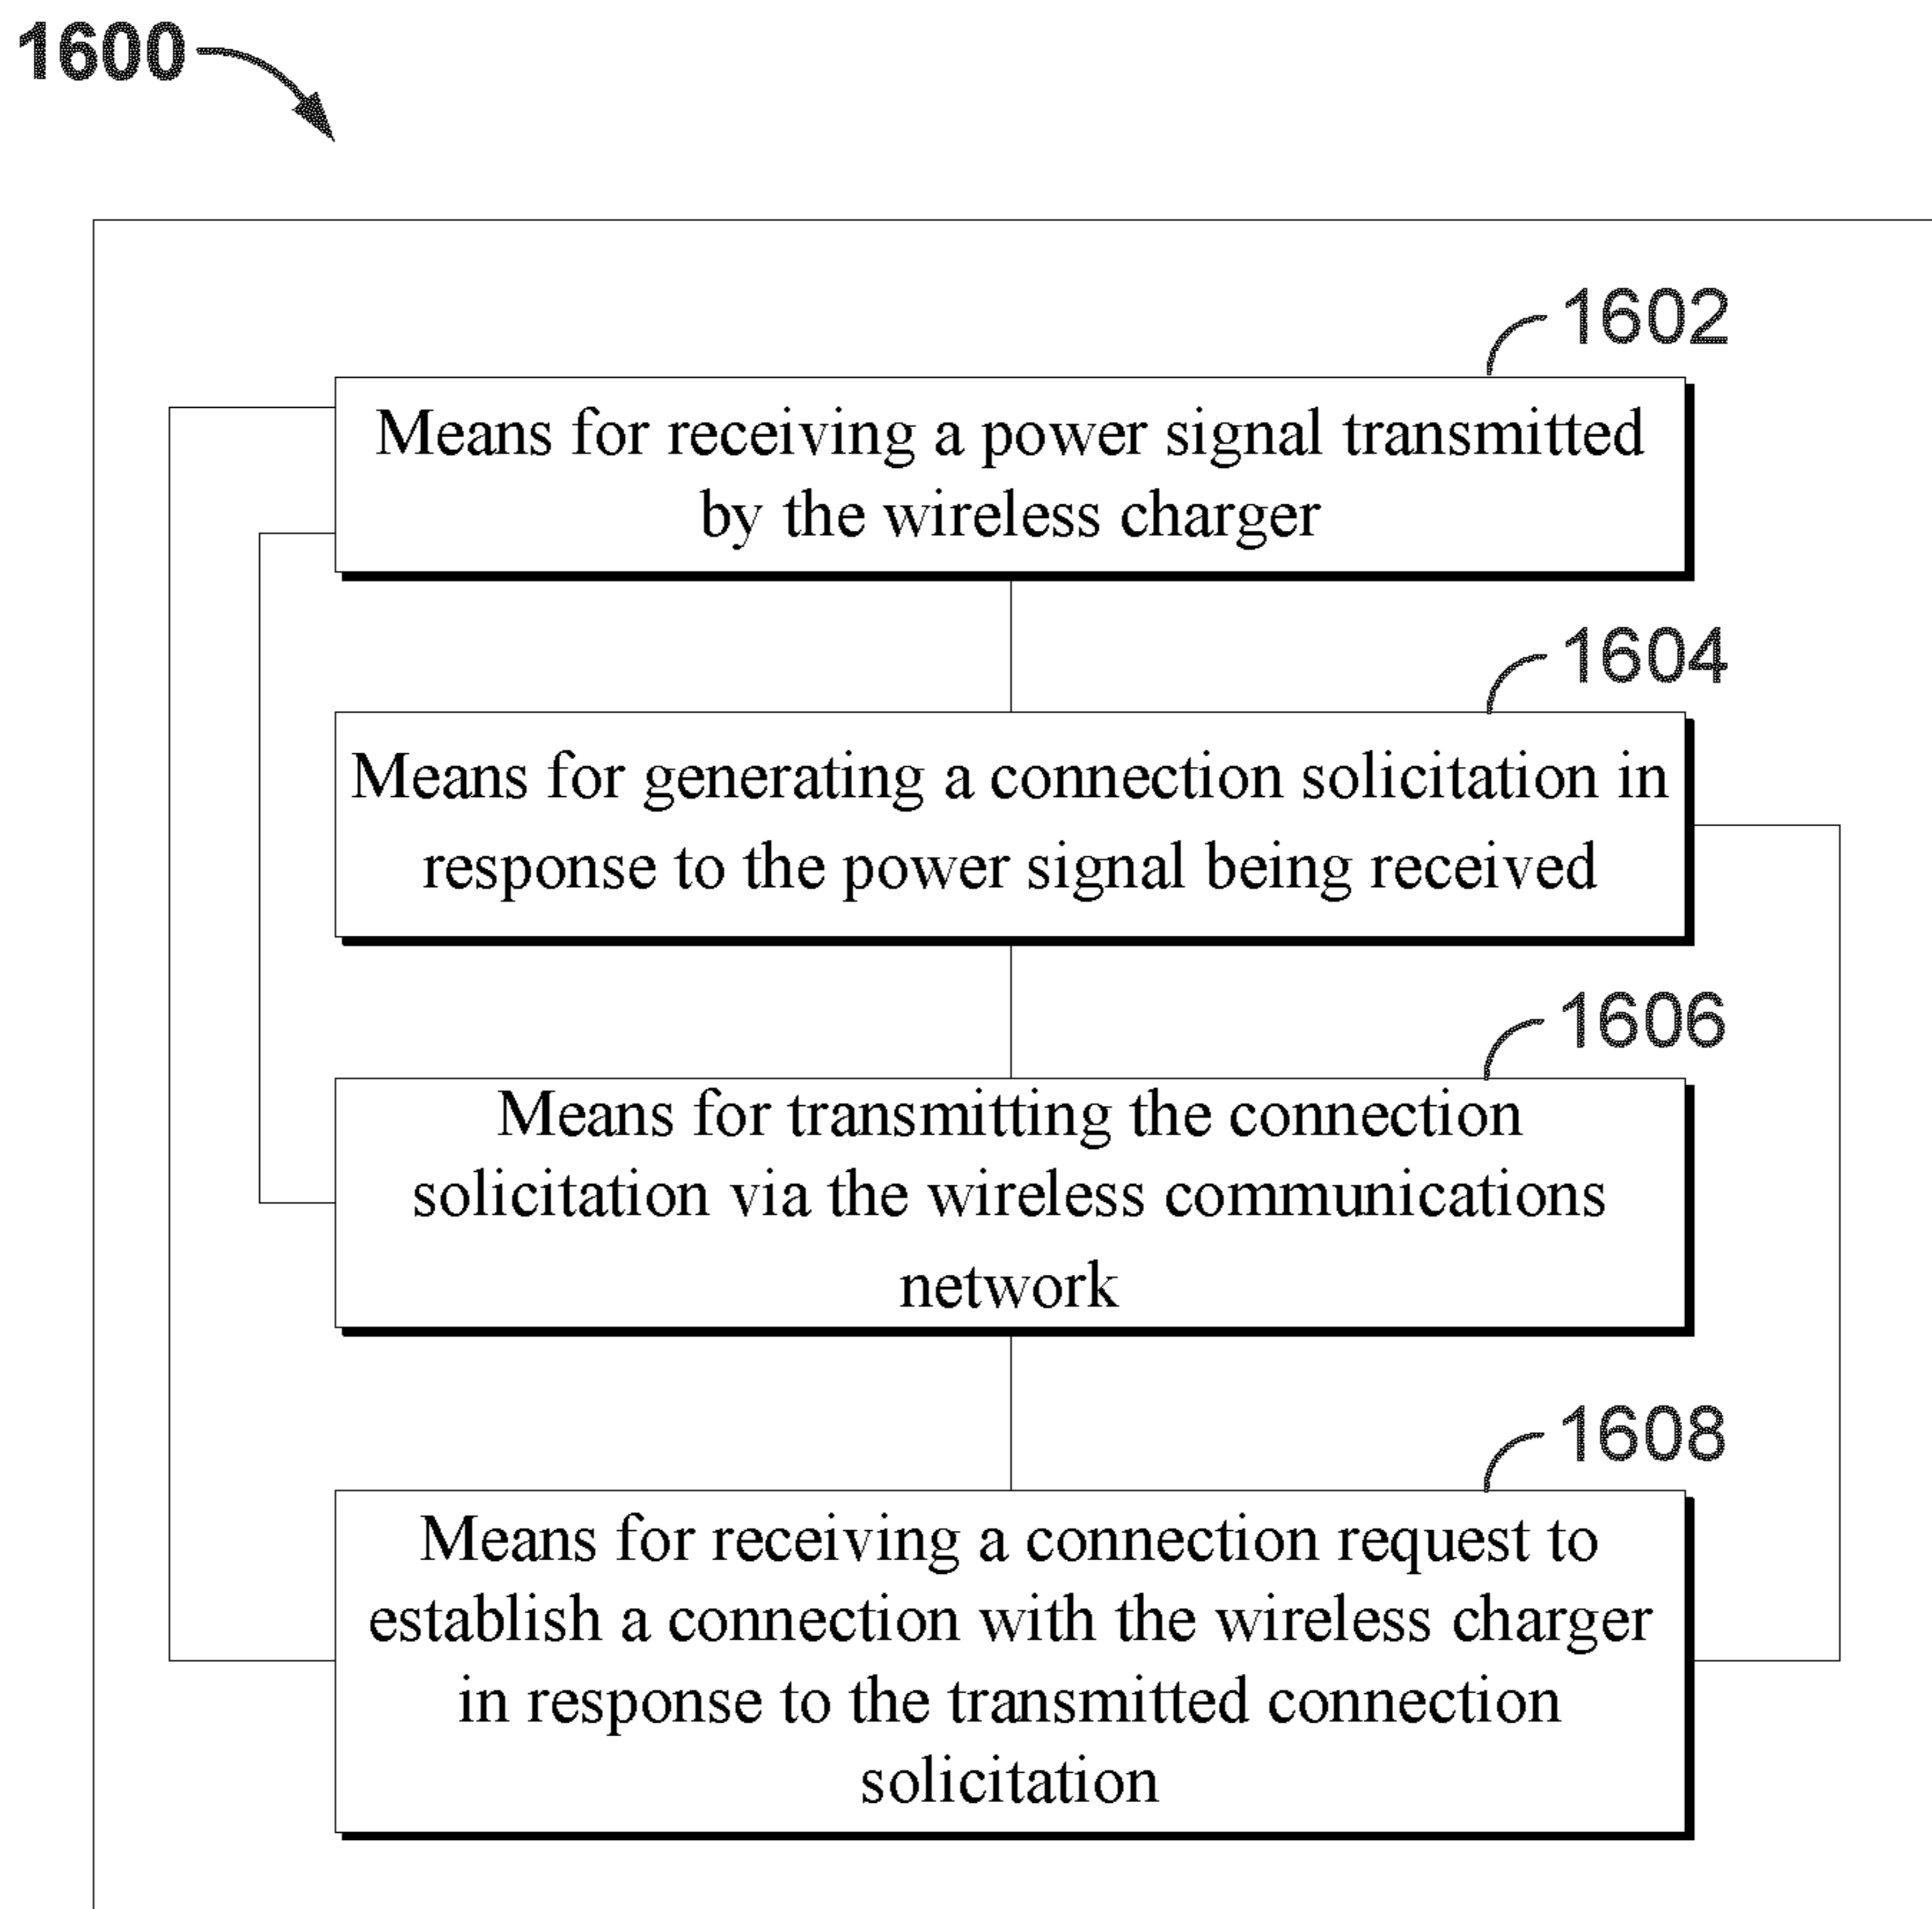 1600
1602
Means for receiving a power signal transmitted
by the wireless charger
1604
Means for generating a connection solicitation in
response to the power signal being received
1606
Means for transmitting the connection
solicitation via the wireless communications
network
1608
Means for receiving a connection request to
establish a connection with the wireless charger
in response to the transmitted connection
solicitation